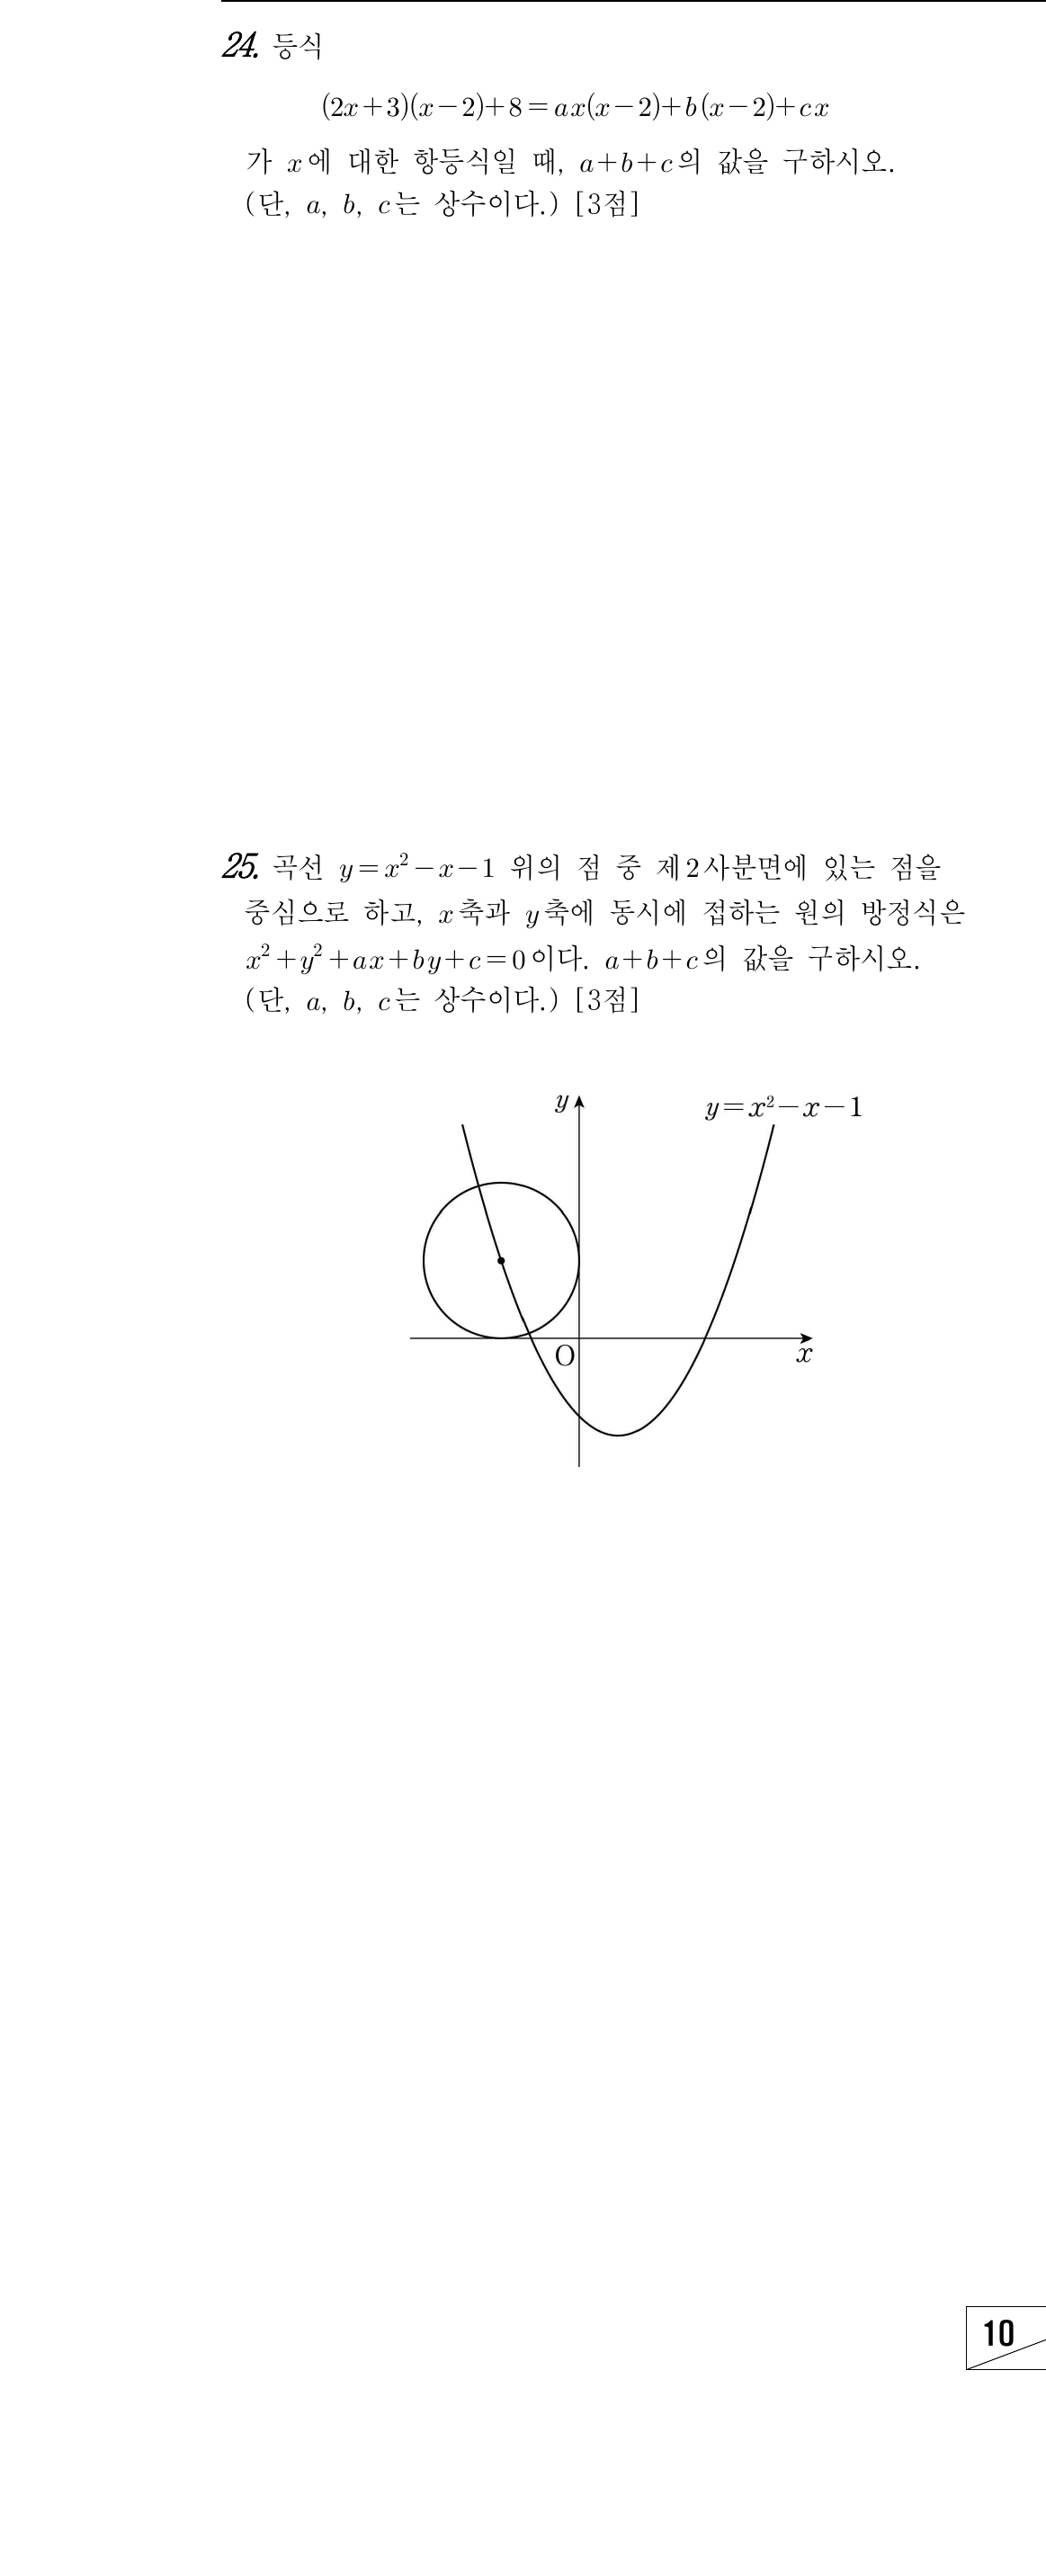 24. 등식
(2x+3)(x-2)+8=ax(x-2)+b(x-2)+cx
가 x에 대한 항등식일 때, a+b+c의 값을 구하시오.
(단, a, b, c는 상수이다.) [3점]
25. 곡선 y=x²-x-1 위의 점 중 제2사분면에 있는 점을
중심으로 하고, x축과 y축에 동시에 접하는 원의 방정식은
x²+y²+ax+by+c=0이다. a+b+c의 값을 구하시오.
(단, a, b, c는 상수이다.) [3점]
y
y=x²-x-1
O
x
10